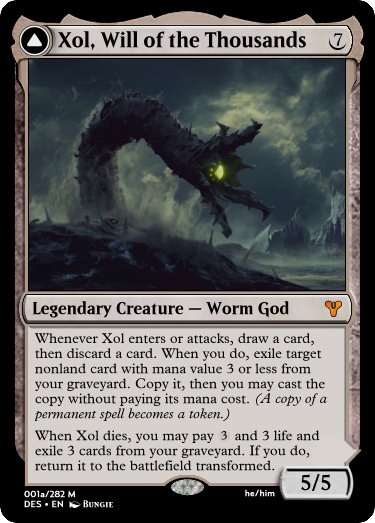 Xol, Will of the Thousands 7
Legendary Creature — Worm God
Whenever Xol enters or attacks, draw a card,
then discard a card. When you do, exile target
nonland card with mana value 3 or less from
your graveyard. Copy it, then you may cast the
copy without paying its mana cost. (A copy of a
permanent spell becomes a token.)
When Xol dies, you may pay 3 and 3 life and
exile 3 cards from your graveyard. If you do,
return it to the battlefield transformed.
5/5
001a/282 M
he/him
DES • EN Bungie